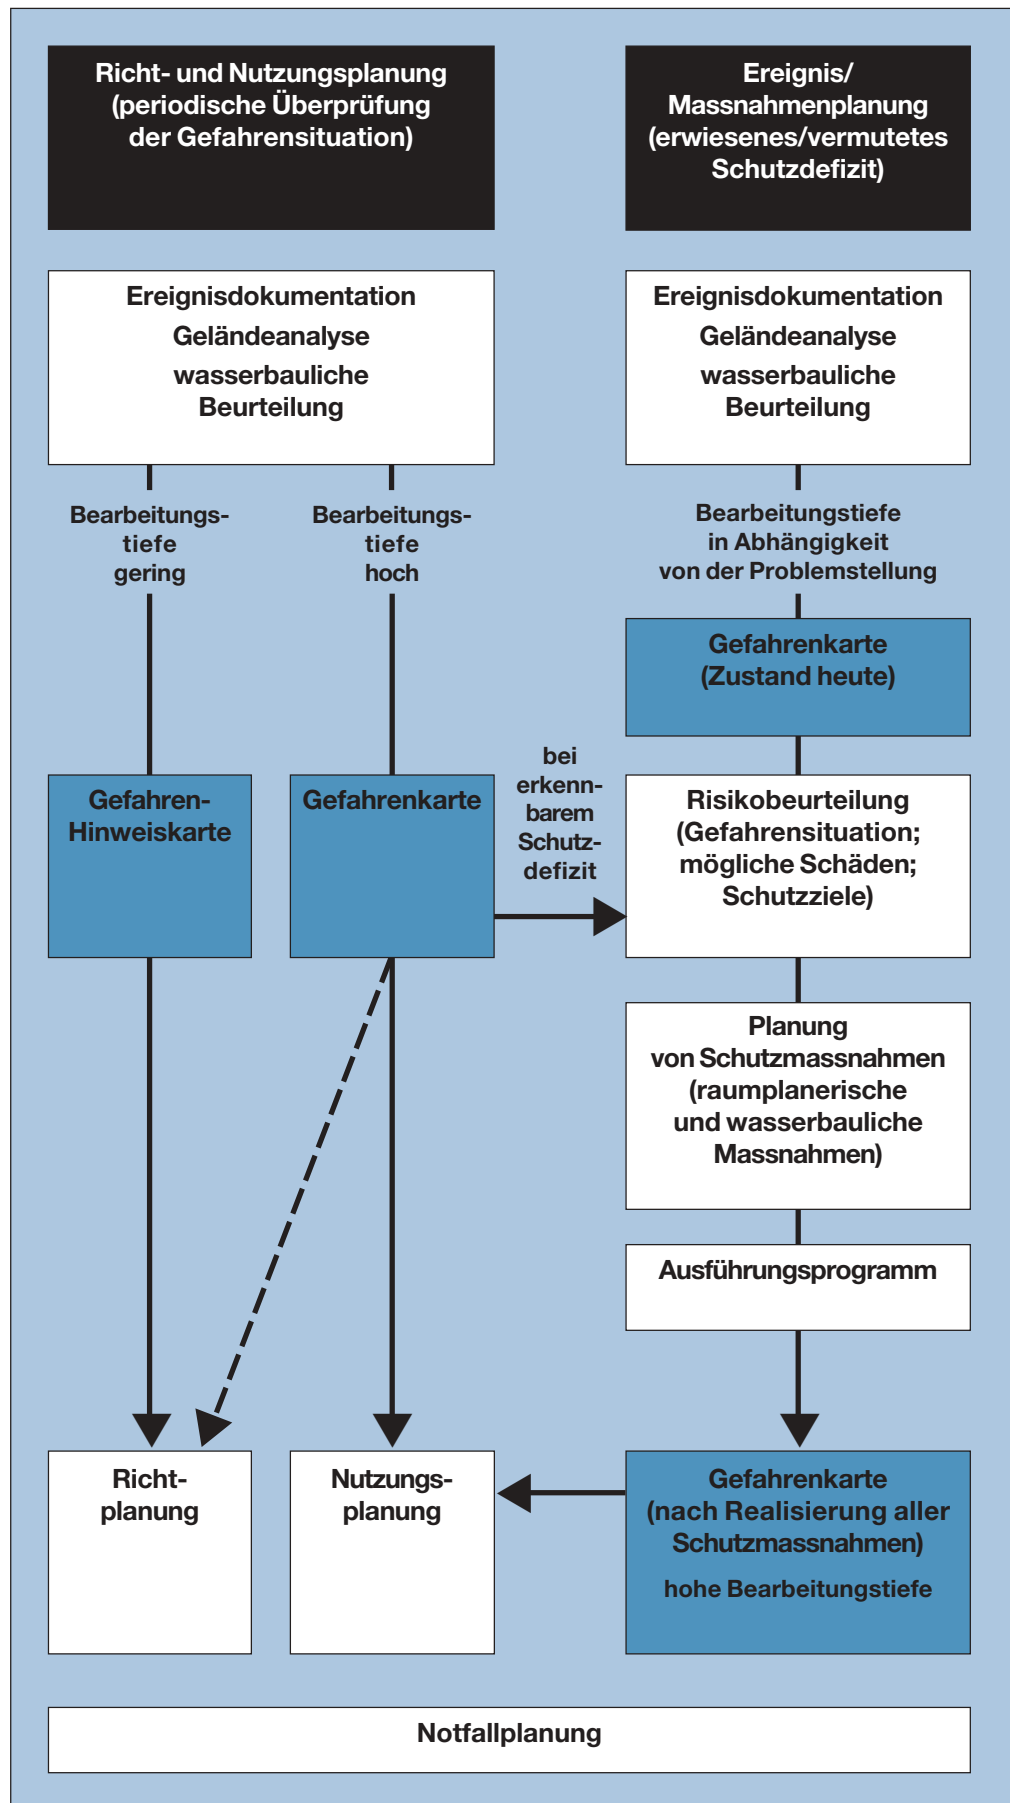 Richt- und Nutzungsplanung
(periodische Überprüfung
der Gefahrensituation)
Ereignis/
Massnahmenplanung
(erwiesenes/vermutetes
Schutzdefizit)
Ereignisdokumentation
Geländeanalyse
wasserbauliche
Beurteilung
Ereignisdokumentation
Geländeanalyse
wasserbauliche
Beurteilung
Bearbeitungs-
tiefe
gering
Bearbeitungs-
tiefe
hoch
Bearbeitungstiefe
in Abhängigkeit
von der Problemstellung
Gefahrenkarte
(Zustand heute)
Gefahren-
Hinweiskarte
Gefahrenkarte
bei
erkenn-
barem
Schutz-
defizit
Risikobeurteilung
(Gefahrensituation;
mögliche Schäden;
Schutzziele)
Planung
von Schutzmassnahmen
(raumplanerische
und wasserbauliche
Massnahmen)
Ausführungsprogramm
Richt-
planung
Nutzungs-
planung
Gefahrenkarte
(nach Realisierung aller
Schutzmassnahmen)
hohe Bearbeitungstiefe
Notfallplanung